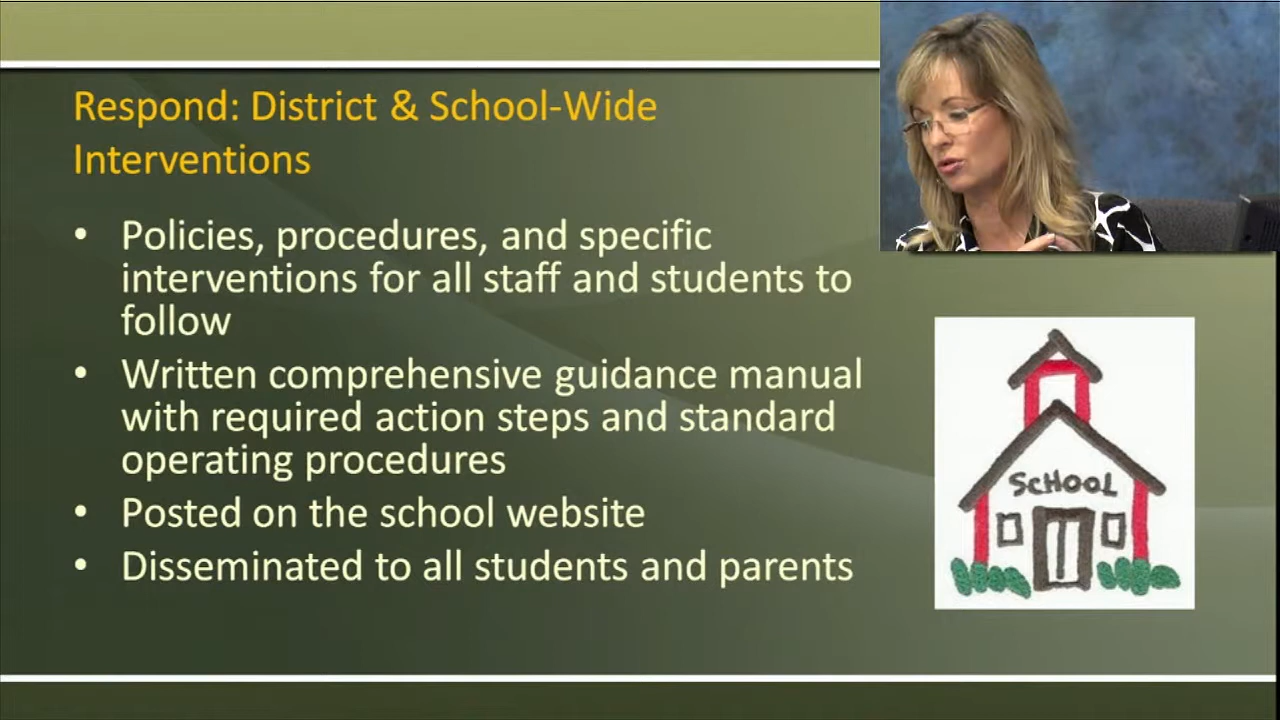 Respond: District & School-Wide
Interventions
• Policies, procedures, and specific
interventions for all staff and students to
follow
• Written comprehensive guidance manual
with required action steps and standard
operating procedures
• Posted on the school website
• Disseminated to all students and parents
SCHOOL